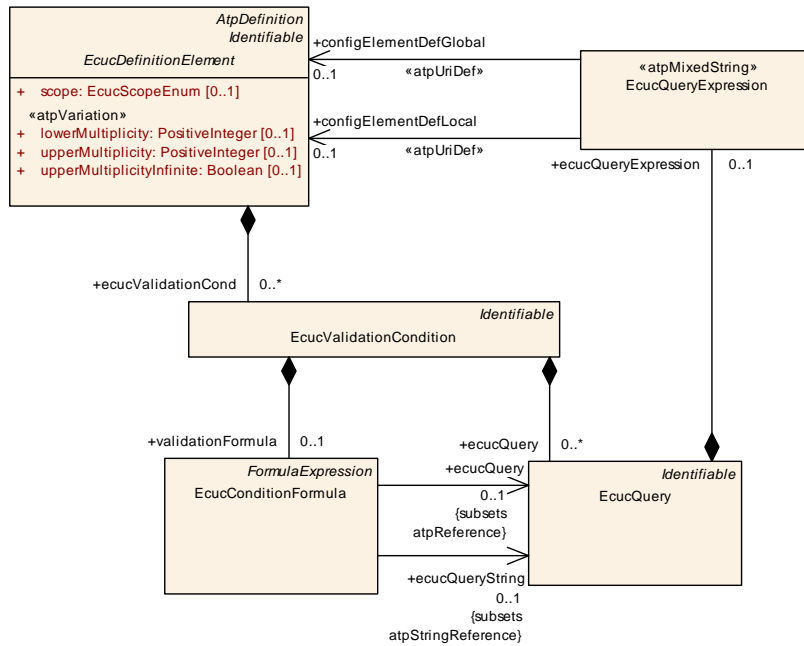 AtpDefinition
Identifiable
EcucDefinitionElement
+ scope: EcucScopeEnum [0..1]
«atpVariation»
+ lowerMultiplicity: PositiveInteger [0..1]
+ upperMultiplicity: PositiveInteger [0..1]
+ upperMultiplicityInfinite: Boolean [0..1]
+configElementDefGlobal
0..1
«atpUriDef»
+configElementDefLocal
0..1
«atpUriDef»
«atpMixedString»
EcucQueryExpression
+ecucQueryExpression
0..1
+ecucValidationCond
0..*
Identifiable
EcucValidationCondition
+validationFormula
0..1
+ecucQuery
0..*
FormulaExpression
EcucConditionFormula
+ecucQuery
0..1
{subsets
atpReference}
+ecucQueryString
0..1
{subsets
atpStringReference}
Identifiable
EcucQuery